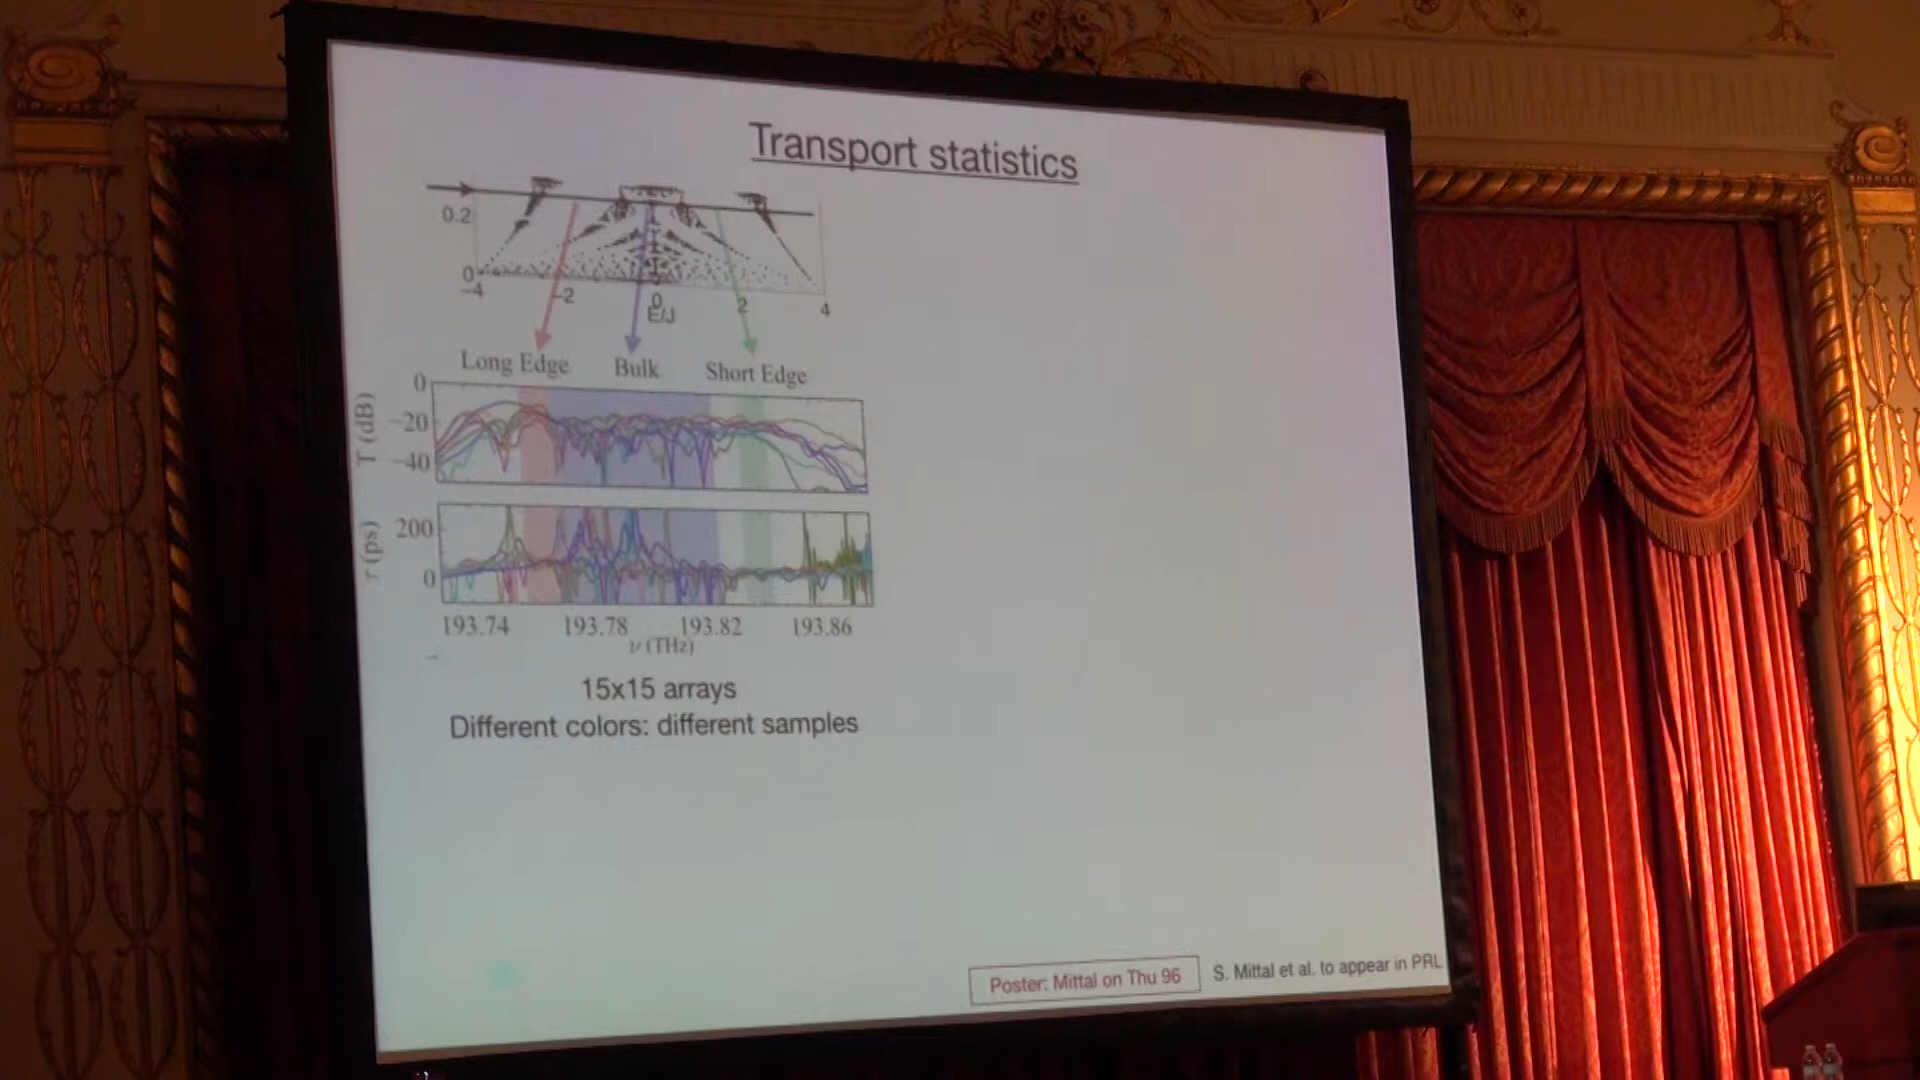 Transport statistics
0.2
0
-4
-2
0
2
4
E/J
Long Edge
Bulk
Short Edge
0
-20
-40
T (dB)
200
0
τ (ps)
193.74
193.78
193.82
193.86
ν (THz)
15x15 arrays
Different colors: different samples
Poster: Mittal on Thu 96
S. Mittal et al. to appear in PRL